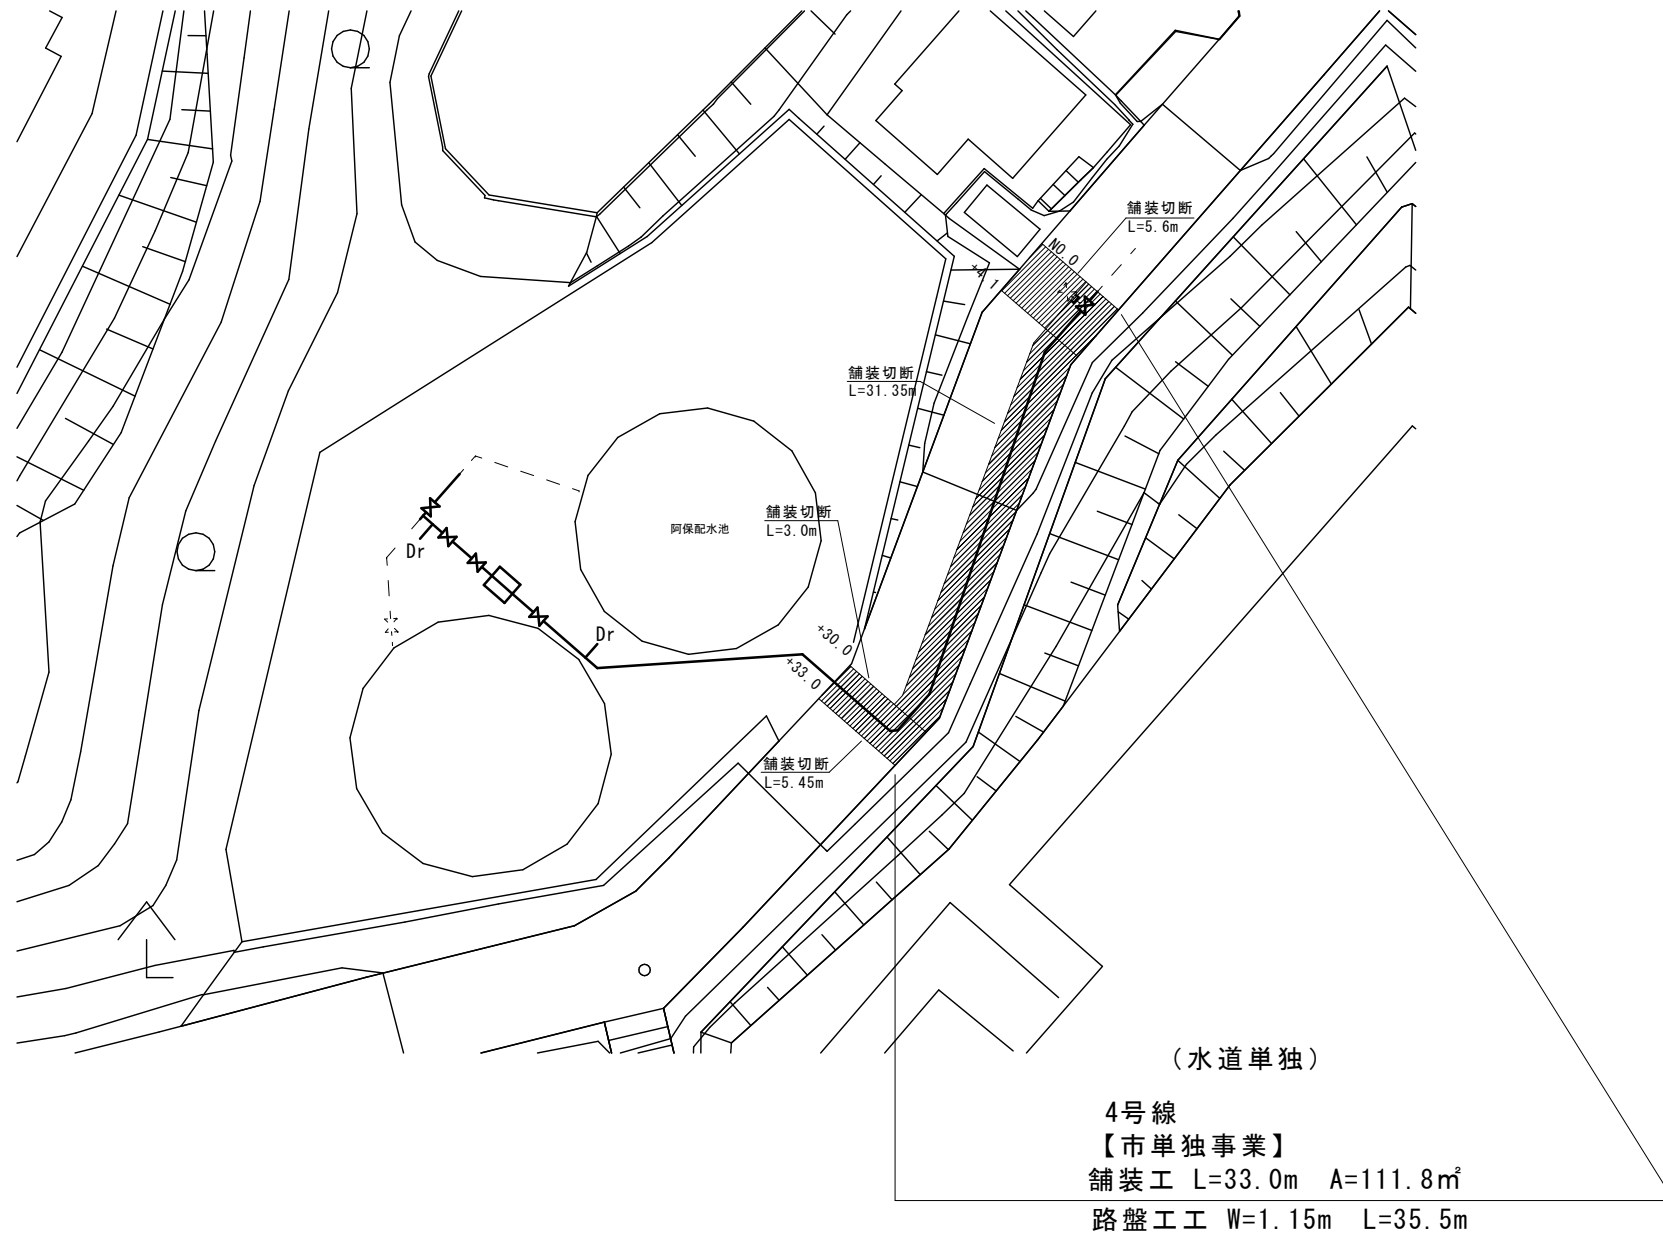 舗装切断
L=5.6m
NO.0
+4.1
舗装切断
L=31.35m
舗装切断
L=3.0m
阿保配水池
Dr
Dr
+30.0
+33.0
舗装切断
L=5.45m
(水道単独)
4号線
【市単独事業】
舗装工 L=33.0m A=111.8㎡
路盤工工 W=1.15m L=35.5m